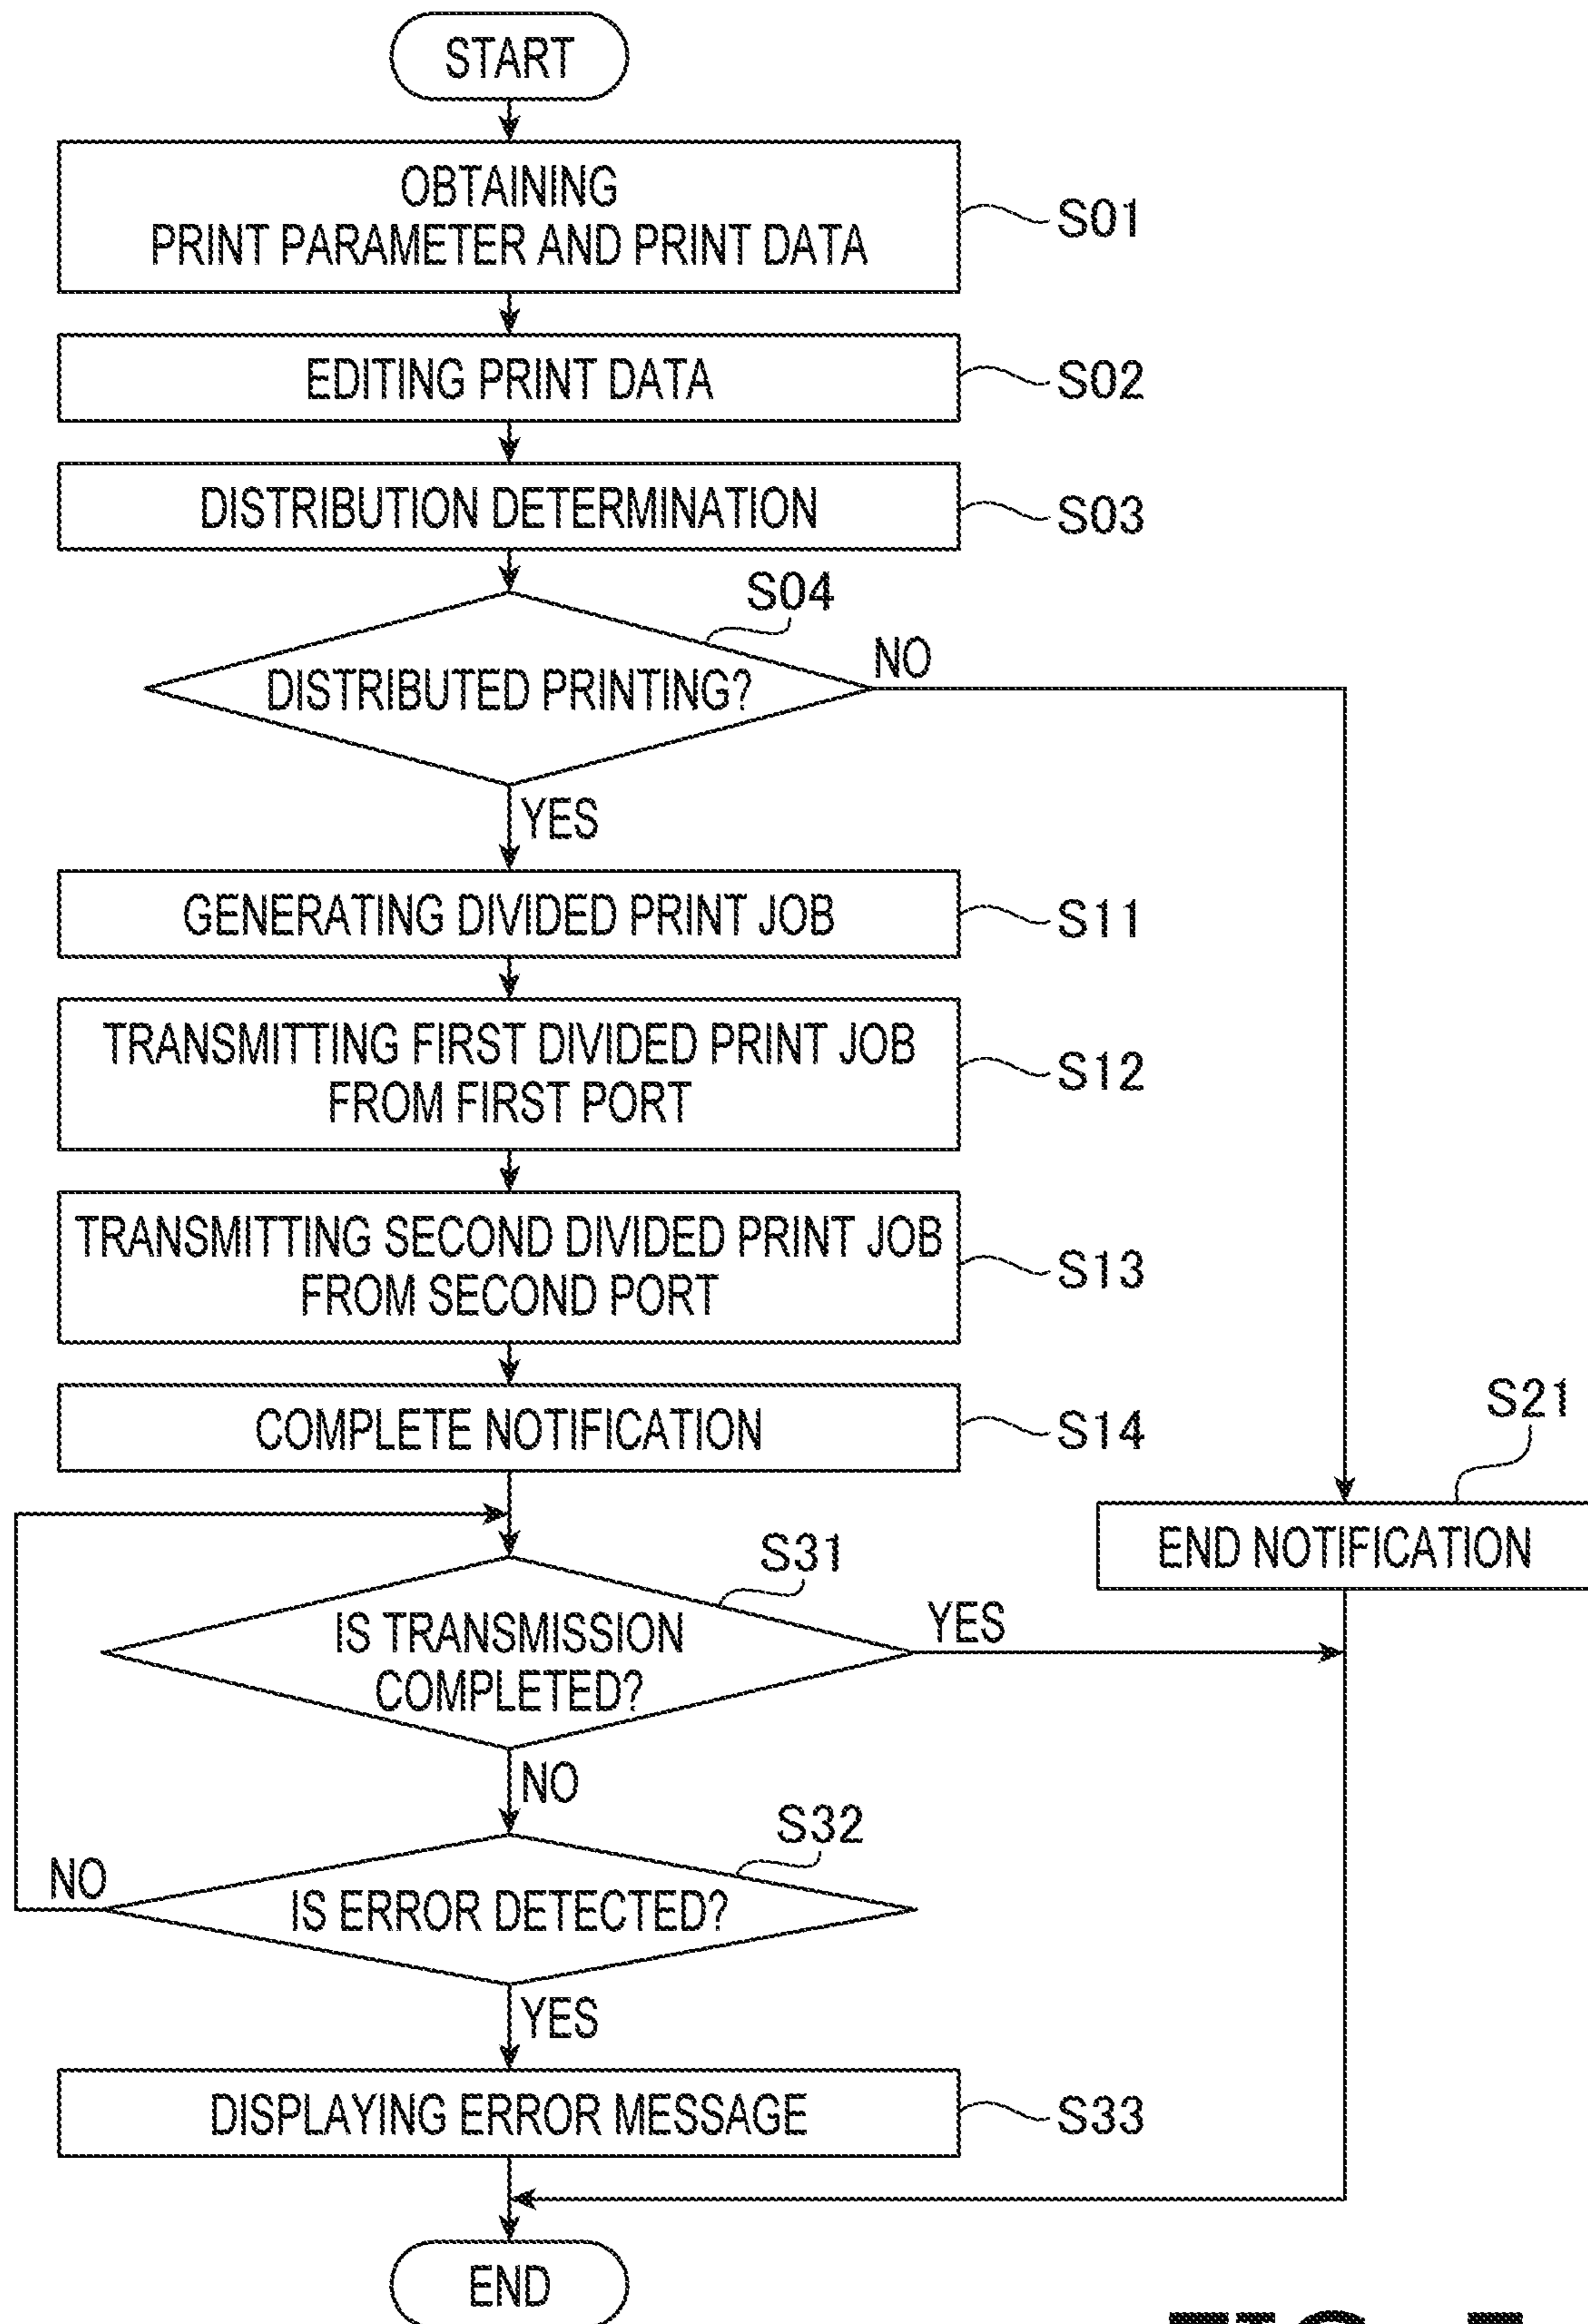 START
OBTAINING
PRINT PARAMETER AND PRINT DATA
S01
EDITING PRINT DATA
S02
DISTRIBUTION DETERMINATION
S03
S04
DISTRIBUTED PRINTING?
NO
YES
GENERATING DIVIDED PRINT JOB
S11
TRANSMITTING FIRST DIVIDED PRINT JOB
FROM FIRST PORT
S12
TRANSMITTING SECOND DIVIDED PRINT JOB
FROM SECOND PORT
S13
COMPLETE NOTIFICATION
S14
S21
END NOTIFICATION
S31
IS TRANSMISSION
COMPLETED?
YES
NO
S32
NO
IS ERROR DETECTED?
YES
DISPLAYING ERROR MESSAGE
S33
END